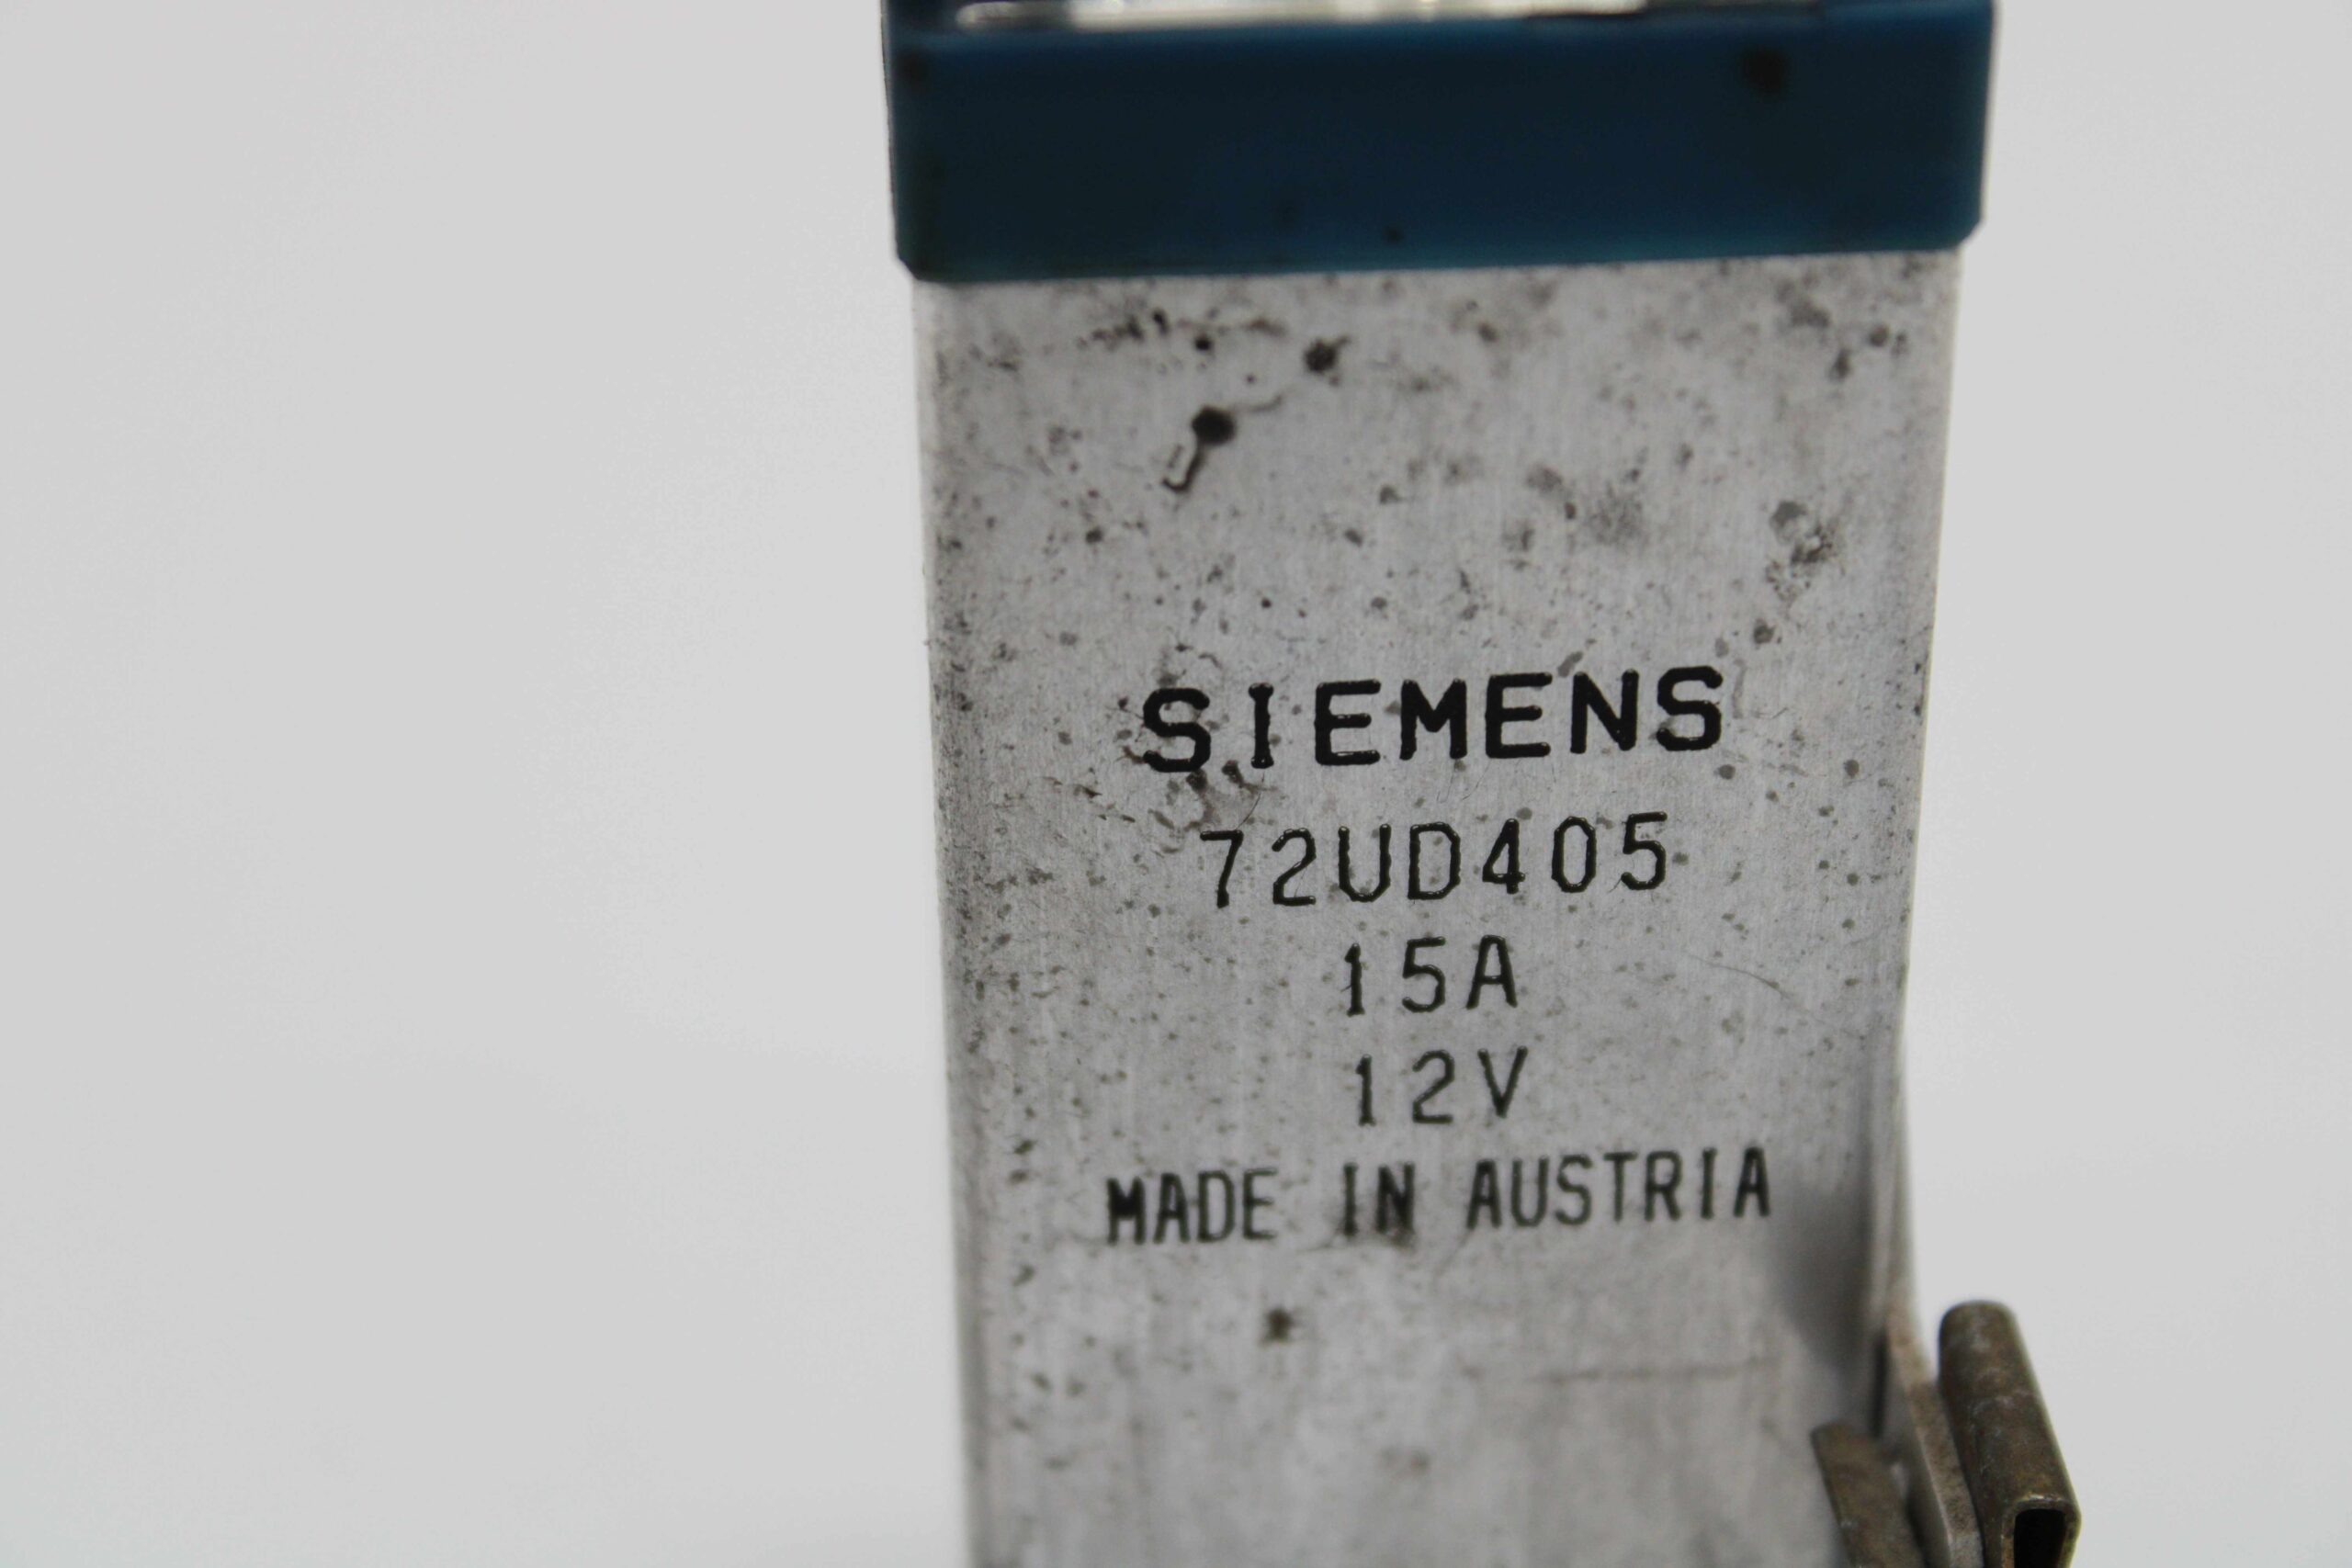 SIEMENS
72UD405
15A
12V
MADE IN AUSTRIA